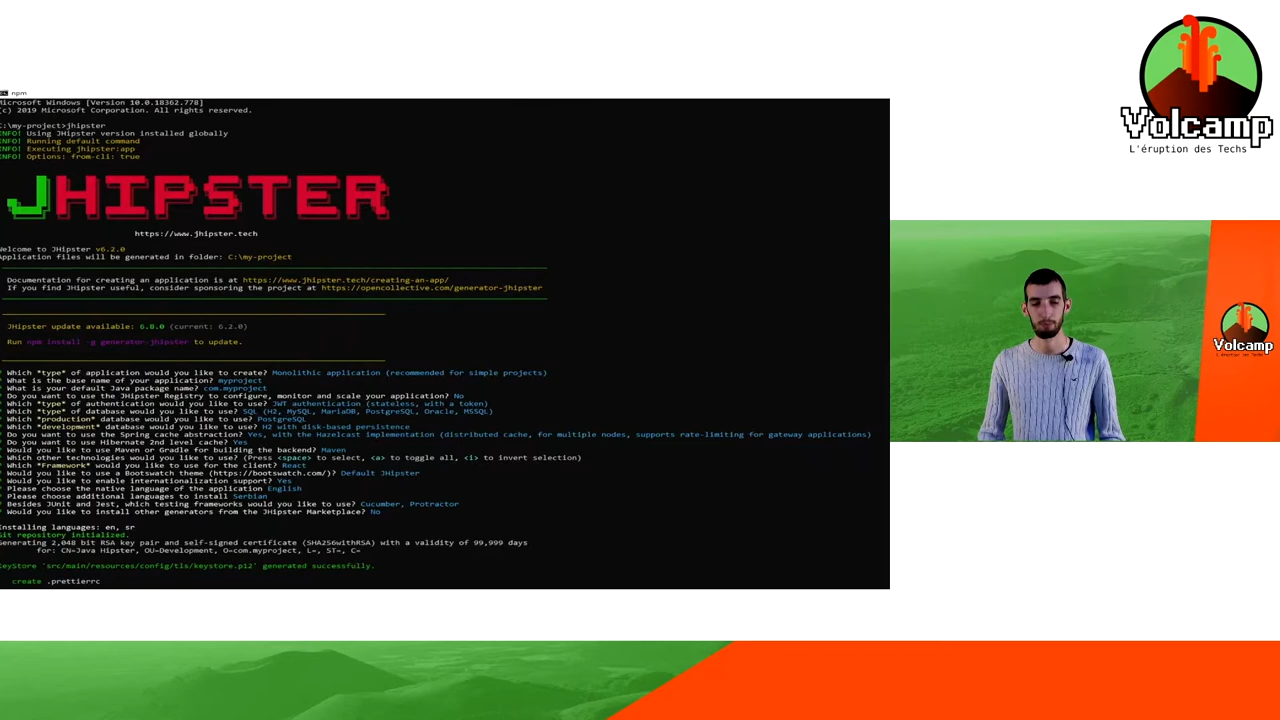 npm
Microsoft Windows [Version 10.0.18362.778]
(c) 2019 Microsoft Corporation. All rights reserved.
C:\my-project>jhipster
INFO! Using JHipster version installed globally
INFO! Running default command
INFO! Executing jhipster:app
INFO! Options: from-cli: true
JHIPSTER
https://www.jhipster.tech
Welcome to JHipster v6.2.0
Application files will be generated in folder: C:\my-project
Documentation for creating an application is at https://www.jhipster.tech/creating-an-app/
If you find JHipster useful, consider sponsoring the project at https://opencollective.com/generator-jhipster
JHipster update available: 6.8.0 (current: 6.2.0)
Run npm install -g generator-jhipster to update.
Which *type* of application would you like to create? Monolithic application (recommended for simple projects)
What is the base name of your application? myproject
What is your default Java package name? com.myproject
Do you want to use the JHipster Registry to configure, monitor and scale your application? No
Which *type* of authentication would you like to use? JWT authentication (stateless, with a token)
Which *type* of database would you like to use? SQL (H2, MySQL, MariaDB, PostgreSQL, Oracle, MSSQL)
Which *production* database would you like to use? PostgreSQL
Which *development* database would you like to use? H2 with disk-based persistence
Do you want to use the Spring cache abstraction? Yes, with the Hazelcast implementation (distributed cache, for multiple nodes, supports rate-limiting for gateway applications)
Do you want to use Hibernate 2nd level cache? Yes
Would you like to use Maven or Gradle for building the backend? Maven
Which other technologies would you like to use? (Press <space> to select, <a> to toggle all, <i> to invert selection)
Which *Framework* would you like to use for the client? React
Would you like to use a Bootswatch theme (https://bootswatch.com/)? Default JHipster
Would you like to enable internationalization support? Yes
Please choose the native language of the application English
Please choose additional languages to install Serbian
Besides JUnit and Jest, which testing frameworks would you like to use? Cucumber, Protractor
Would you like to install other generators from the JHipster Marketplace? No
Installing languages: en, sr
Git repository initialized.
Generating 2,048 bit RSA key pair and self-signed certificate (SHA256withRSA) with a validity of 99,999 days
for: CN=Java Hipster, OU=Development, O=com.myproject, L=, ST=, C=
KeyStore 'src/main/resources/config/tls/keystore.p12' generated successfully.
create .prettierrc
Volcamp
L'éruption des Techs
Volcamp
L'éruption des Techs